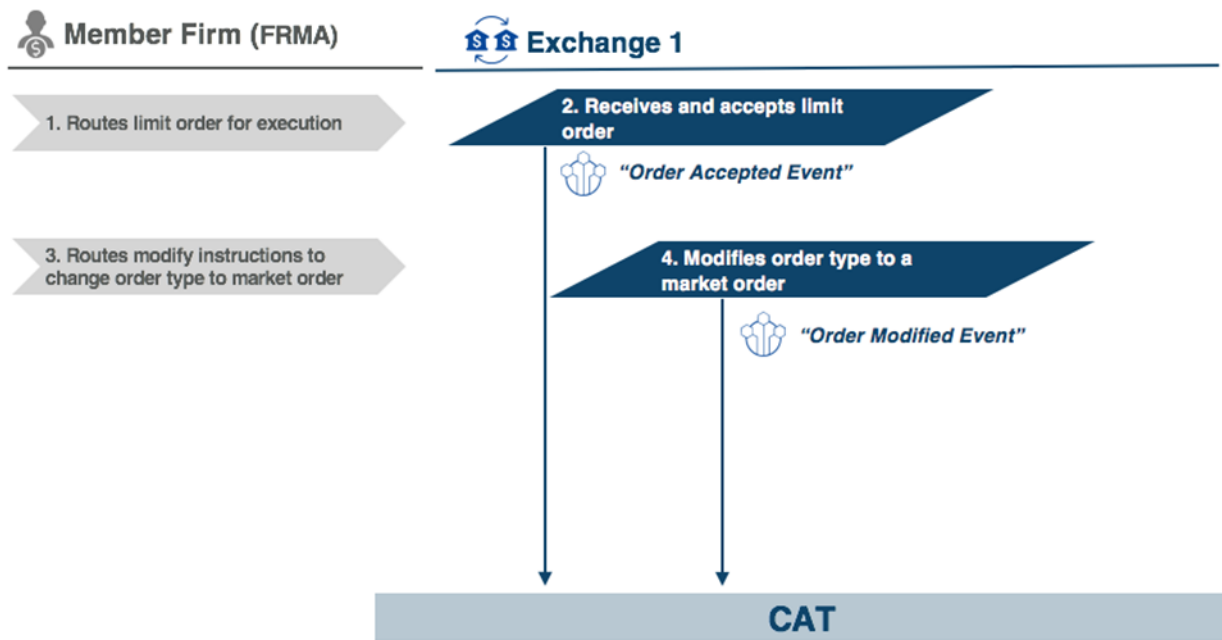 Member Firm (FRMA)
Exchange 1
1. Routes limit order for execution
2. Receives and accepts limit
order
“Order Accepted Event”
3. Routes modify instructions to
change order type to market order
4. Modifies order type to a
market order
“Order Modified Event”
CAT